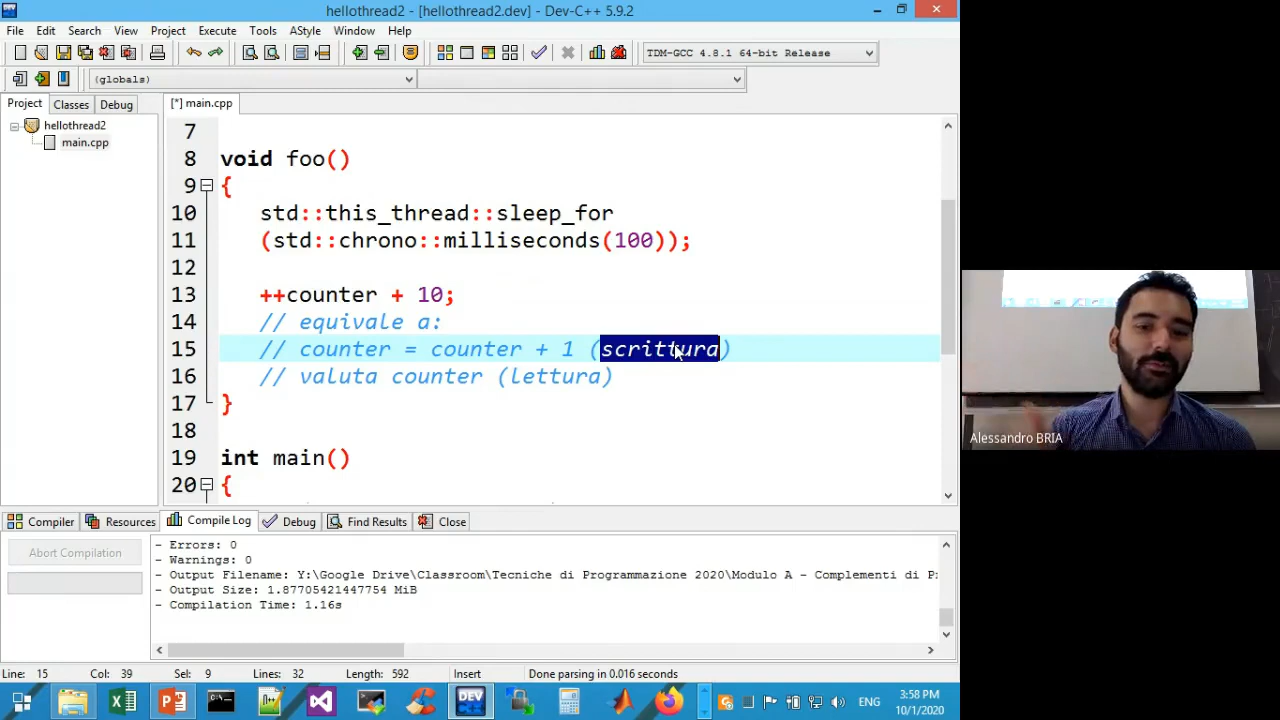 hellothread2 - [hellothread2.dev] - Dev-C++ 5.9.2
File Edit Search View Project Execute Tools AStyle Window Help
TDM-GCC 4.8.1 64-bit Release
(globals)
Project Classes Debug
[*] main.cpp
hellothread2
main.cpp
7
8 void foo()
9 {
10 std::this_thread::sleep_for
11 (std::chrono::milliseconds(100));
12
13 ++counter + 10;
14 // equivale a:
15 // counter = counter + 1 (scrittura)
16 // valuta counter (lettura)
17 }
18
19 int main()
20 {
Alessandro BRIA
Compiler Resources Compile Log Debug Find Results Close
Abort Compilation
- Errors: 0
- Warnings: 0
- Output Filename: Y:\Google Drive\Classroom\Tecniche di Programmazione 2020\Modulo A - Complementi di P
- Output Size: 1.87705421447754 MiB
- Compilation Time: 1.16s
Line: 15 Col: 39 Sel: 9 Lines: 32 Length: 592 Insert Done parsing in 0.016 seconds
DEV
ENG
3:58 PM
10/1/2020